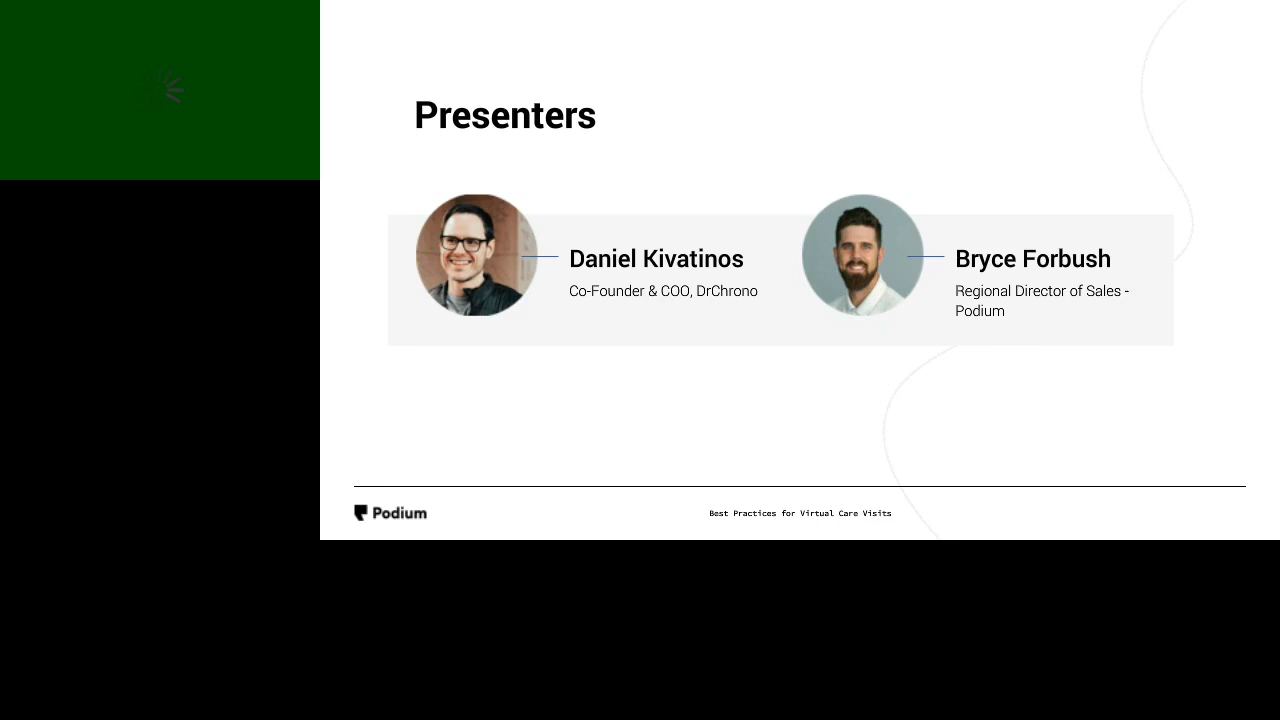 Presenters
Daniel Kivatinos
Co-Founder & COO, DrChrono
Bryce Forbush
Regional Director of Sales -
Podium
Podium
Best Practices for Virtual Care Visits